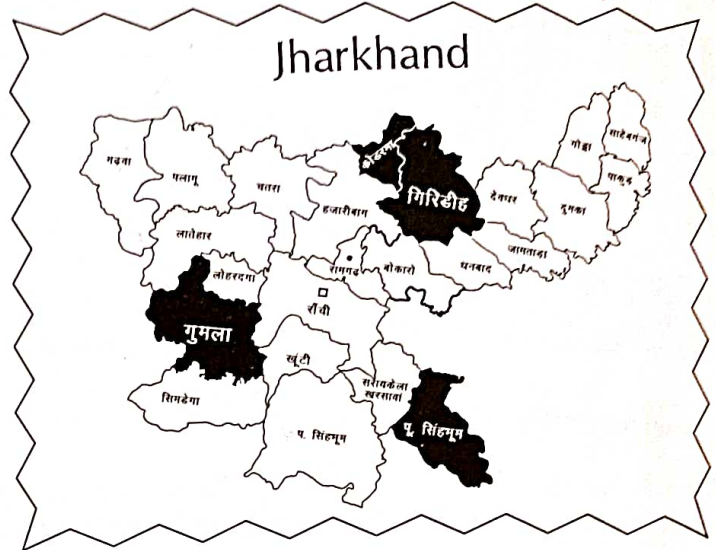 Jharkhand
गढ़वा
पलामू
चतरा
कोडरमा
गिरिडीह
हजारीबाग
देवघर
गोड्डा
साहेबगंज
पाकुड़
दुमका
जामताड़ा
धनबाद
बोकारो
रामगढ़
लातेहार
लोहरदगा
राँची
गुमला
खूंटी
सिमडेगा
सरायकेला
खरसावां
प. सिंहभूम
पू. सिंहभूम